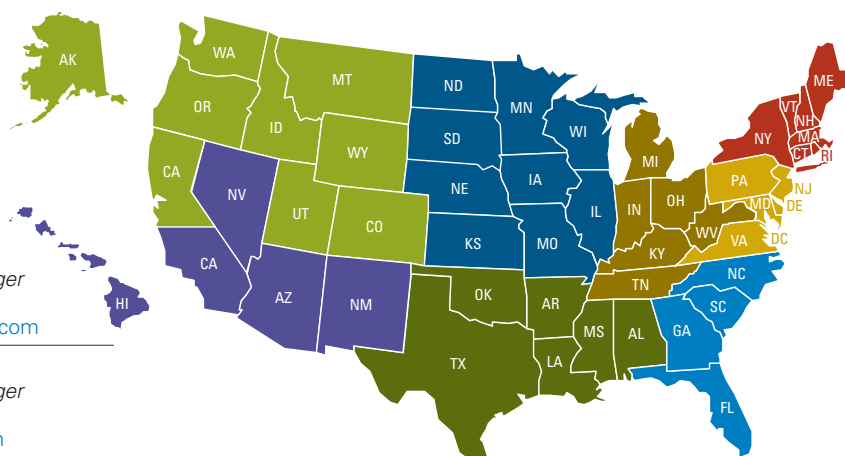 AK
WA
MT
ND
MN
ME
VT
NH
OR
ID
SD
WI
NY
MA
CT
RI
WY
MI
CA
NV
NE
IA
PA
NJ
UT
CO
IL
IN
OH
MD
DE
WV
VA
DC
KS
MO
KY
CA
AZ
NM
HI
OK
AR
TN
NC
SC
MS
AL
GA
TX
LA
FL
ger
com
ger